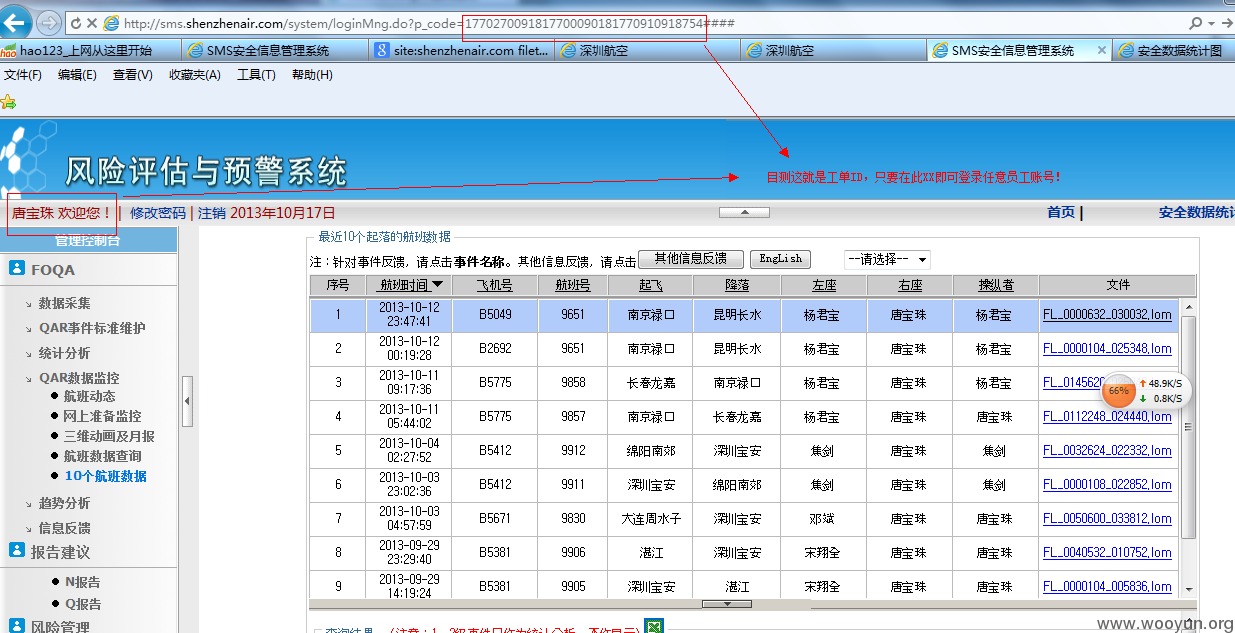 http://sms.shenzhenair.com/system/loginMng.do?p_code=17702700918177000901817709109187​54####
hao123_上网从这里开始 SMS安全信息管理系统 site:shenzhenair.com filet... 深圳航空 深圳航空 SMS安全信息管理系统 安全数据统计图
文件(F) 编辑(E) 查看(V) 收藏夹(A) 工具(T) 帮助(H)
风险评估与预警系统
目测这就是工单ID，只要在此XX即可登录任意员工账号！
唐宝珠 欢迎您！ | 修改密码 | 注销 2013年10月17日 首页 | 安全数据统计
管理控制台
FOQA
数据采集
QAR事件标准维护
统计分析
QAR数据监控
航班动态
网上准备监控
三维动画及月报
航班数据查询
10个航班数据
趋势分析
信息反馈
报告建议
N报告
Q报告
风险管理
最近10个起落的航班数据
注：针对事件反馈，请点击事件名称。其他信息反馈，请点击 其他信息反馈 EngLish --请选择--
序号 航班时间 飞机号 航班号 起飞 降落 左座 右座 操纵者 文件
1 2013-10-12 23:47:41 B5049 9651 南京禄口 昆明长水 杨君宝 唐宝珠 杨君宝 FL_0000632_030032.lom
2 2013-10-12 00:19:28 B2692 9651 南京禄口 昆明长水 杨君宝 唐宝珠 杨君宝 FL_0000104_025348.lom
3 2013-10-11 09:17:36 B5775 9858 长春龙嘉 南京禄口 杨君宝 唐宝珠 杨君宝 FL_014562
4 2013-10-11 05:44:02 B5775 9857 南京禄口 长春龙嘉 杨君宝 唐宝珠 杨君宝 FL_0112248_024440.lom
5 2013-10-04 02:27:52 B5412 9912 绵阳南郊 深圳宝安 焦剑 唐宝珠 焦剑 FL_0032624_022332.lom
6 2013-10-03 23:02:36 B5412 9911 深圳宝安 绵阳南郊 焦剑 唐宝珠 焦剑 FL_0000108_022852.lom
7 2013-10-03 04:57:59 B5671 9830 大连周水子 深圳宝安 邓斌 唐宝珠 唐宝珠 FL_0050600_033812.lom
8 2013-09-29 23:29:40 B5381 9906 湛江 深圳宝安 宋翔全 唐宝珠 唐宝珠 FL_0040532_010752.lom
9 2013-09-29 14:19:24 B5381 9905 深圳宝安 湛江 宋翔全 唐宝珠 唐宝珠 FL_0000104_005836.lom
66% 48.9K/S
0.8K/S
查询结果
www.wooyun.org